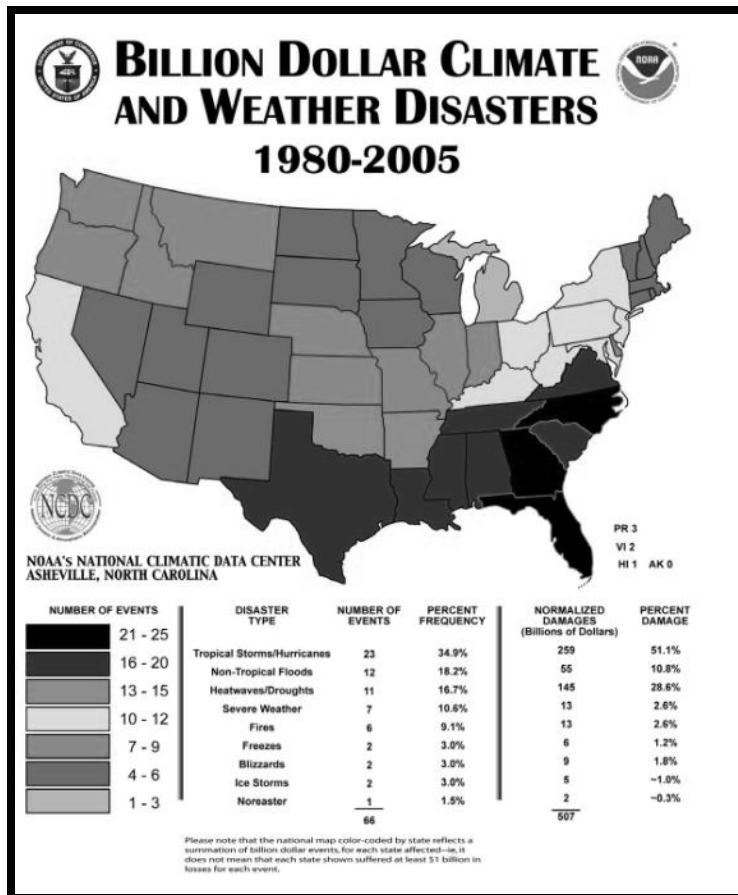 BILLION DOLLAR CLIMATE
AND WEATHER DISASTERS
1980-2005
NOAA
NCDC
NOAA's NATIONAL CLIMATIC DATA CENTER
ASHEVILLE, NORTH CAROLINA
PR 3
VI 2
HI 1 AK 0
NUMBER OF EVENTS
21 - 25
16 - 20
13 - 15
10 - 12
7 - 9
4 - 6
1 - 3
DISASTER TYPE NUMBER OF EVENTS PERCENT FREQUENCY NORMALIZED DAMAGES (Billions of Dollars) PERCENT DAMAGE
Tropical Storms/Hurricanes 23 34.9% 259 51.1%
Non-Tropical Floods 12 18.2% 55 10.8%
Heatwaves/Droughts 11 16.7% 145 28.6%
Severe Weather 7 10.6% 13 2.6%
Fires 6 9.1% 13 2.6%
Freezes 2 3.0% 6 1.2%
Blizzards 2 3.0% 9 1.8%
Ice Storms 2 3.0% 5 ~1.0%
Noreaster 1 1.5% 2 ~0.3%
66 507
Please note that the national map color-coded by state reflects a
summation of billion dollar events, for each state affected--ie, it
does not mean that each state shown suffered at least $1 billion in
losses for each event.